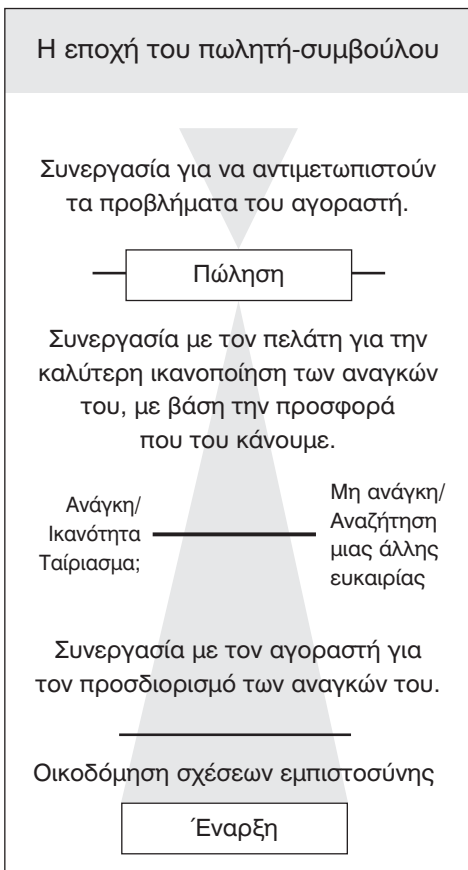 Η εποχή του πωλητή-συμβούλου
Συνεργασία για να αντιμετωπιστούν
τα προβλήματα του αγοραστή.
Πώληση
Συνεργασία με τον πελάτη για την
καλύτερη ικανοποίηση των αναγκών
του, με βάση την προσφορά
που του κάνουμε.
Ανάγκη/
Ικανότητα
Ταίριασμα;
Μη ανάγκη/
Αναζήτηση
μιας άλλης
ευκαιρίας
Συνεργασία με τον αγοραστή για
τον προσδιορισμό των αναγκών του.
Οικοδόμηση σχέσεων εμπιστοσύνης
Έναρξη